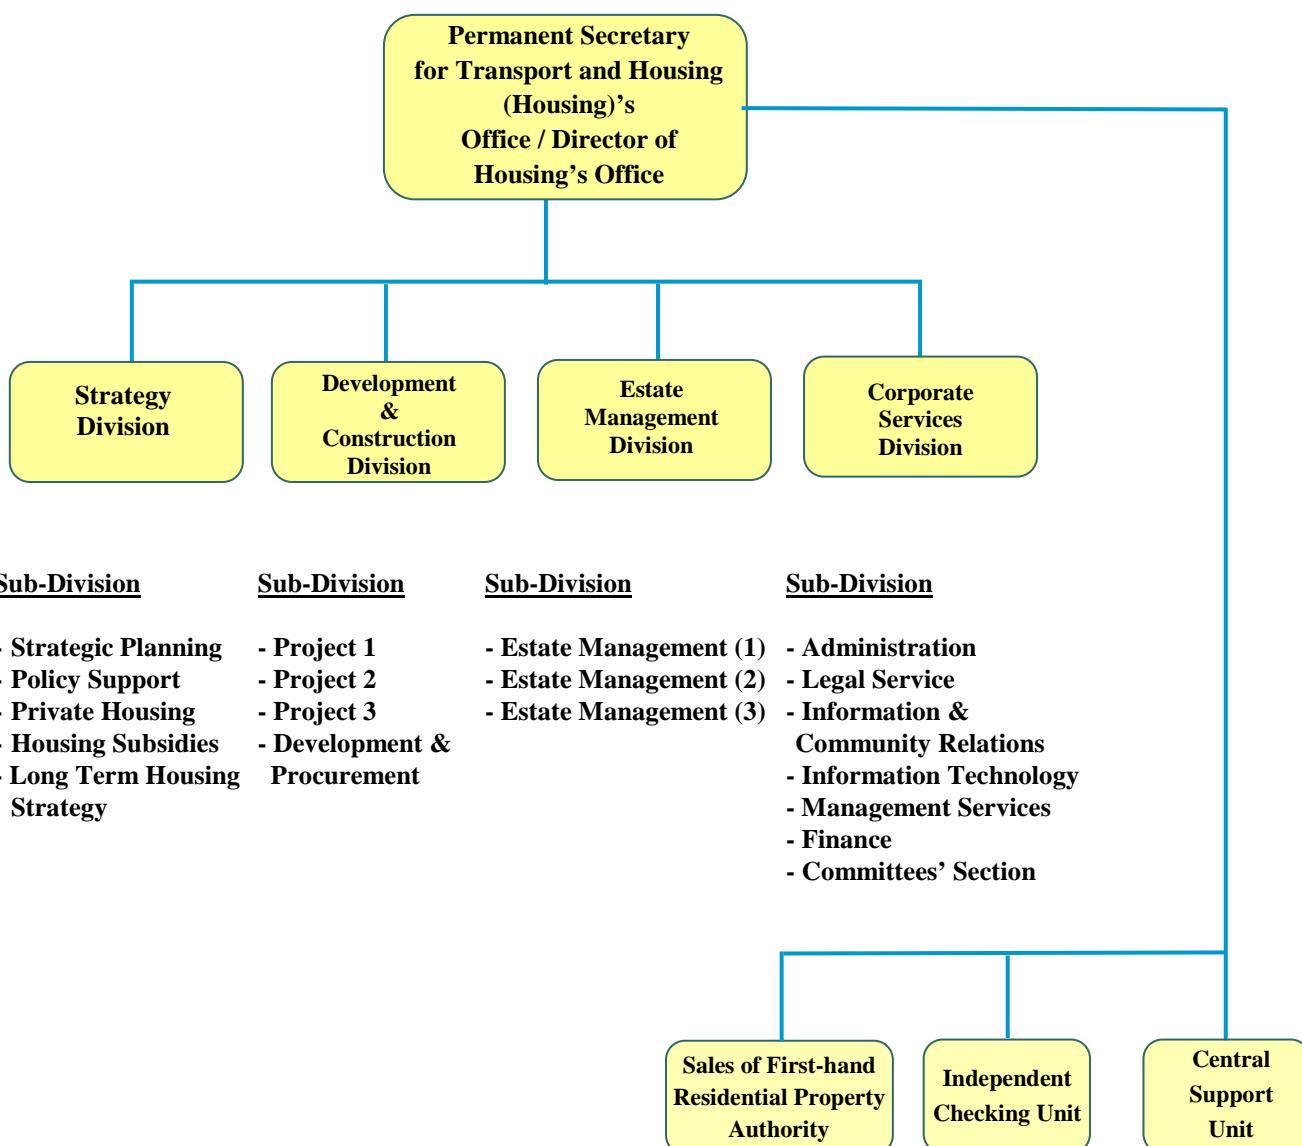 Permanent Secretary
for Transport and Housing
(Housing)’s
Office / Director of
Housing’s Office
Strategy
Division
Development
&
Construction
Division
Estate
Management
Division
Corporate
Services
Division
Sub-Division
- Strategic Planning
- Policy Support
- Private Housing
- Housing Subsidies
- Long Term Housing
Strategy
Sub-Division
- Project 1
- Project 2
- Project 3
- Development &
Procurement
Sub-Division
- Estate Management (1)
- Estate Management (2)
- Estate Management (3)
Sub-Division
- Administration
- Legal Service
- Information &
Community Relations
- Information Technology
- Management Services
- Finance
- Committees’ Section
Sales of First-hand
Residential Property
Authority
Independent
Checking Unit
Central
Support
Unit